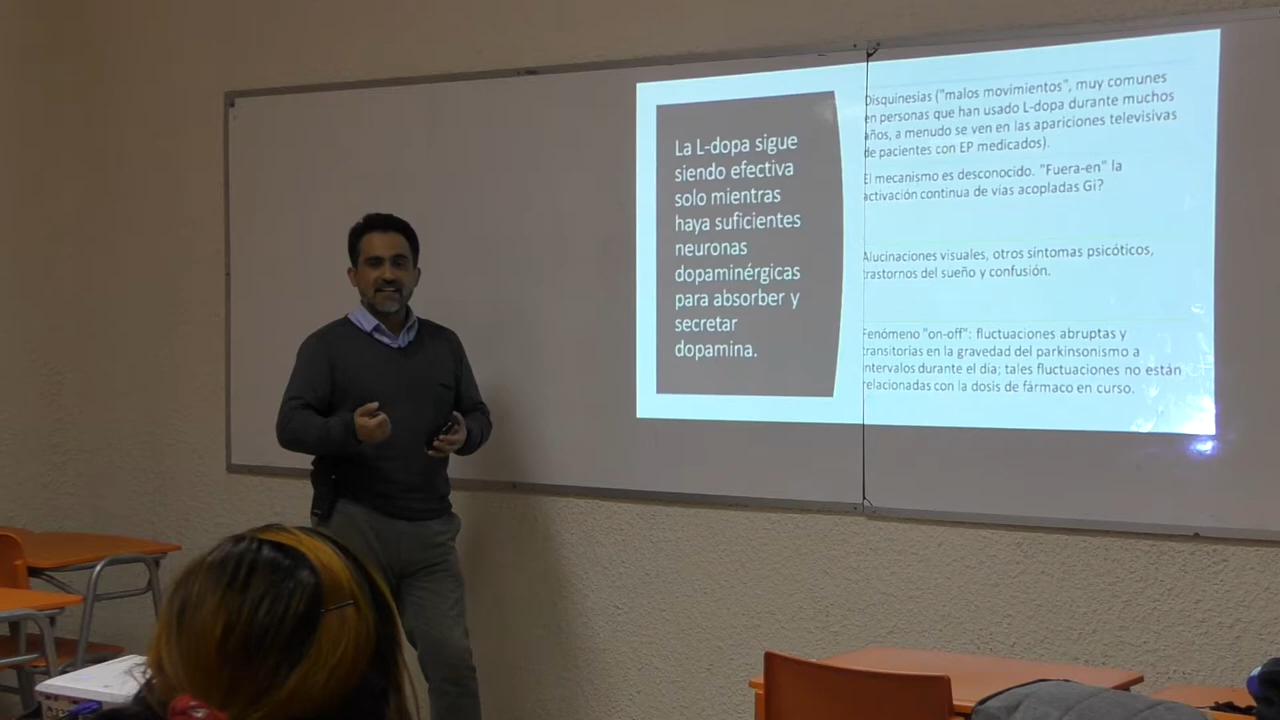 La L-dopa sigue
siendo efectiva
solo mientras
haya suficientes
neuronas
dopaminérgicas
para absorber y
secretar
dopamina.
Disquinesias ("malos movimientos", muy comunes
en personas que han usado L-dopa durante muchos
años, a menudo se ven en las apariciones televisivas
de pacientes con EP medicados).
El mecanismo es desconocido. "Fuera-en" la
activación continua de vías acopladas Gi?
Alucinaciones visuales, otros síntomas psicóticos,
trastornos del sueño y confusión.
Fenómeno "on-off": fluctuaciones abruptas y
transitorias en la gravedad del parkinsonismo a
intervalos durante el día; tales fluctuaciones no están
relacionadas con la dosis de fármaco en curso.